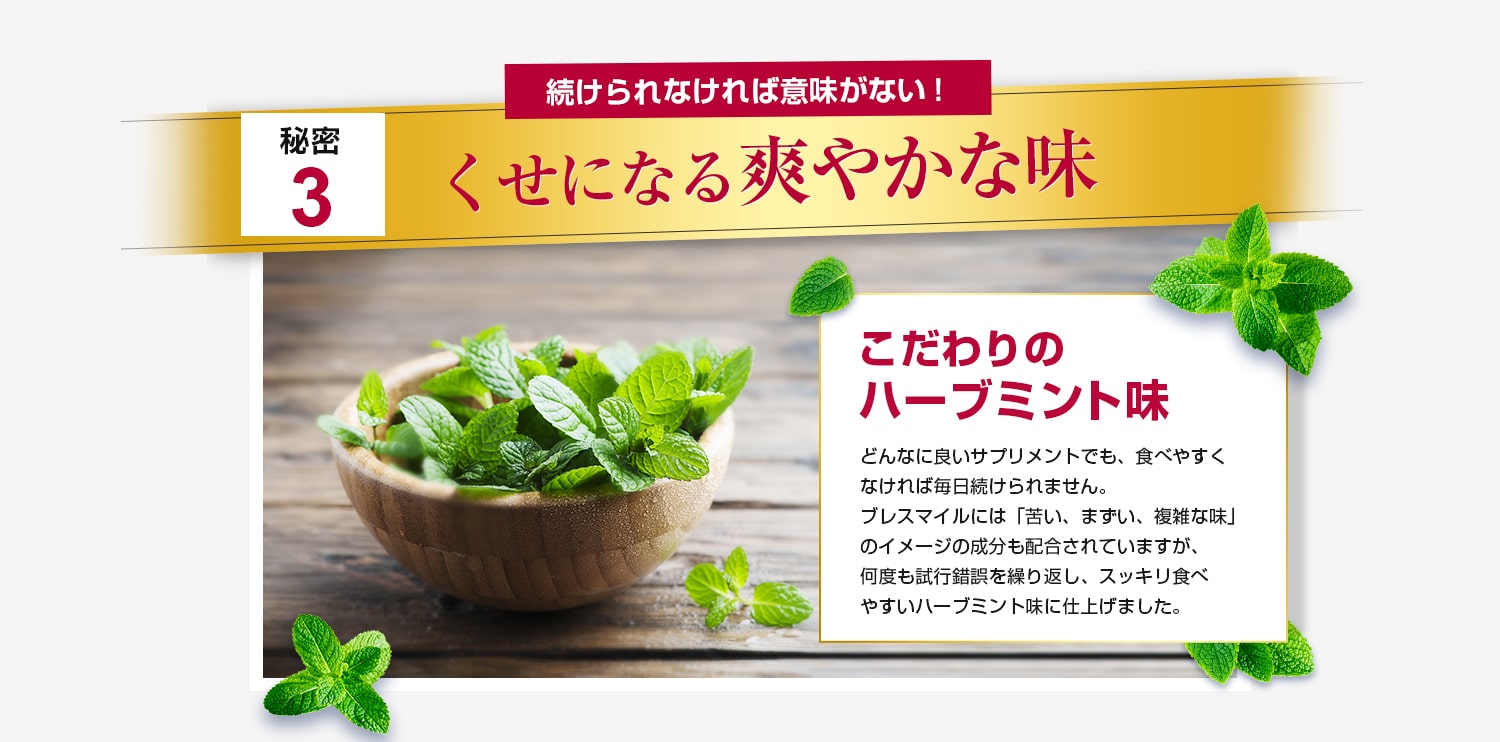 続けられなければ意味がない！
秘密
3
くせになる爽やかな味
こだわりの
ハーブミント味
どんなに良いサプリメントでも、食べやすく
なければ毎日続けられません。
ブレスマイルには「苦い、まずい、複雑な味」
のイメージの成分も配合されていますが、
何度も試行錯誤を繰り返し、スッキリ食べ
やすいハーブミント味に仕上げました。